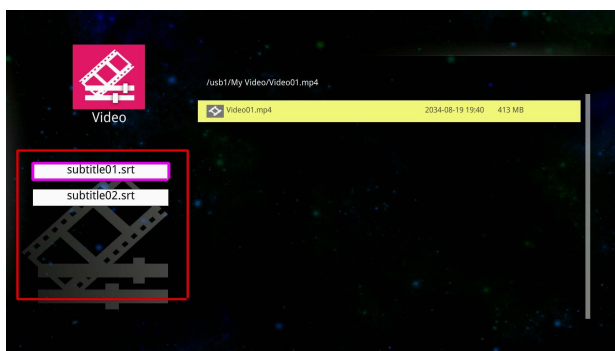 Video
/usb1/My Video/Video01.mp4
Video01.mp4 2034-08-19 19:40 413 MB
subtitle01.srt
subtitle02.srt